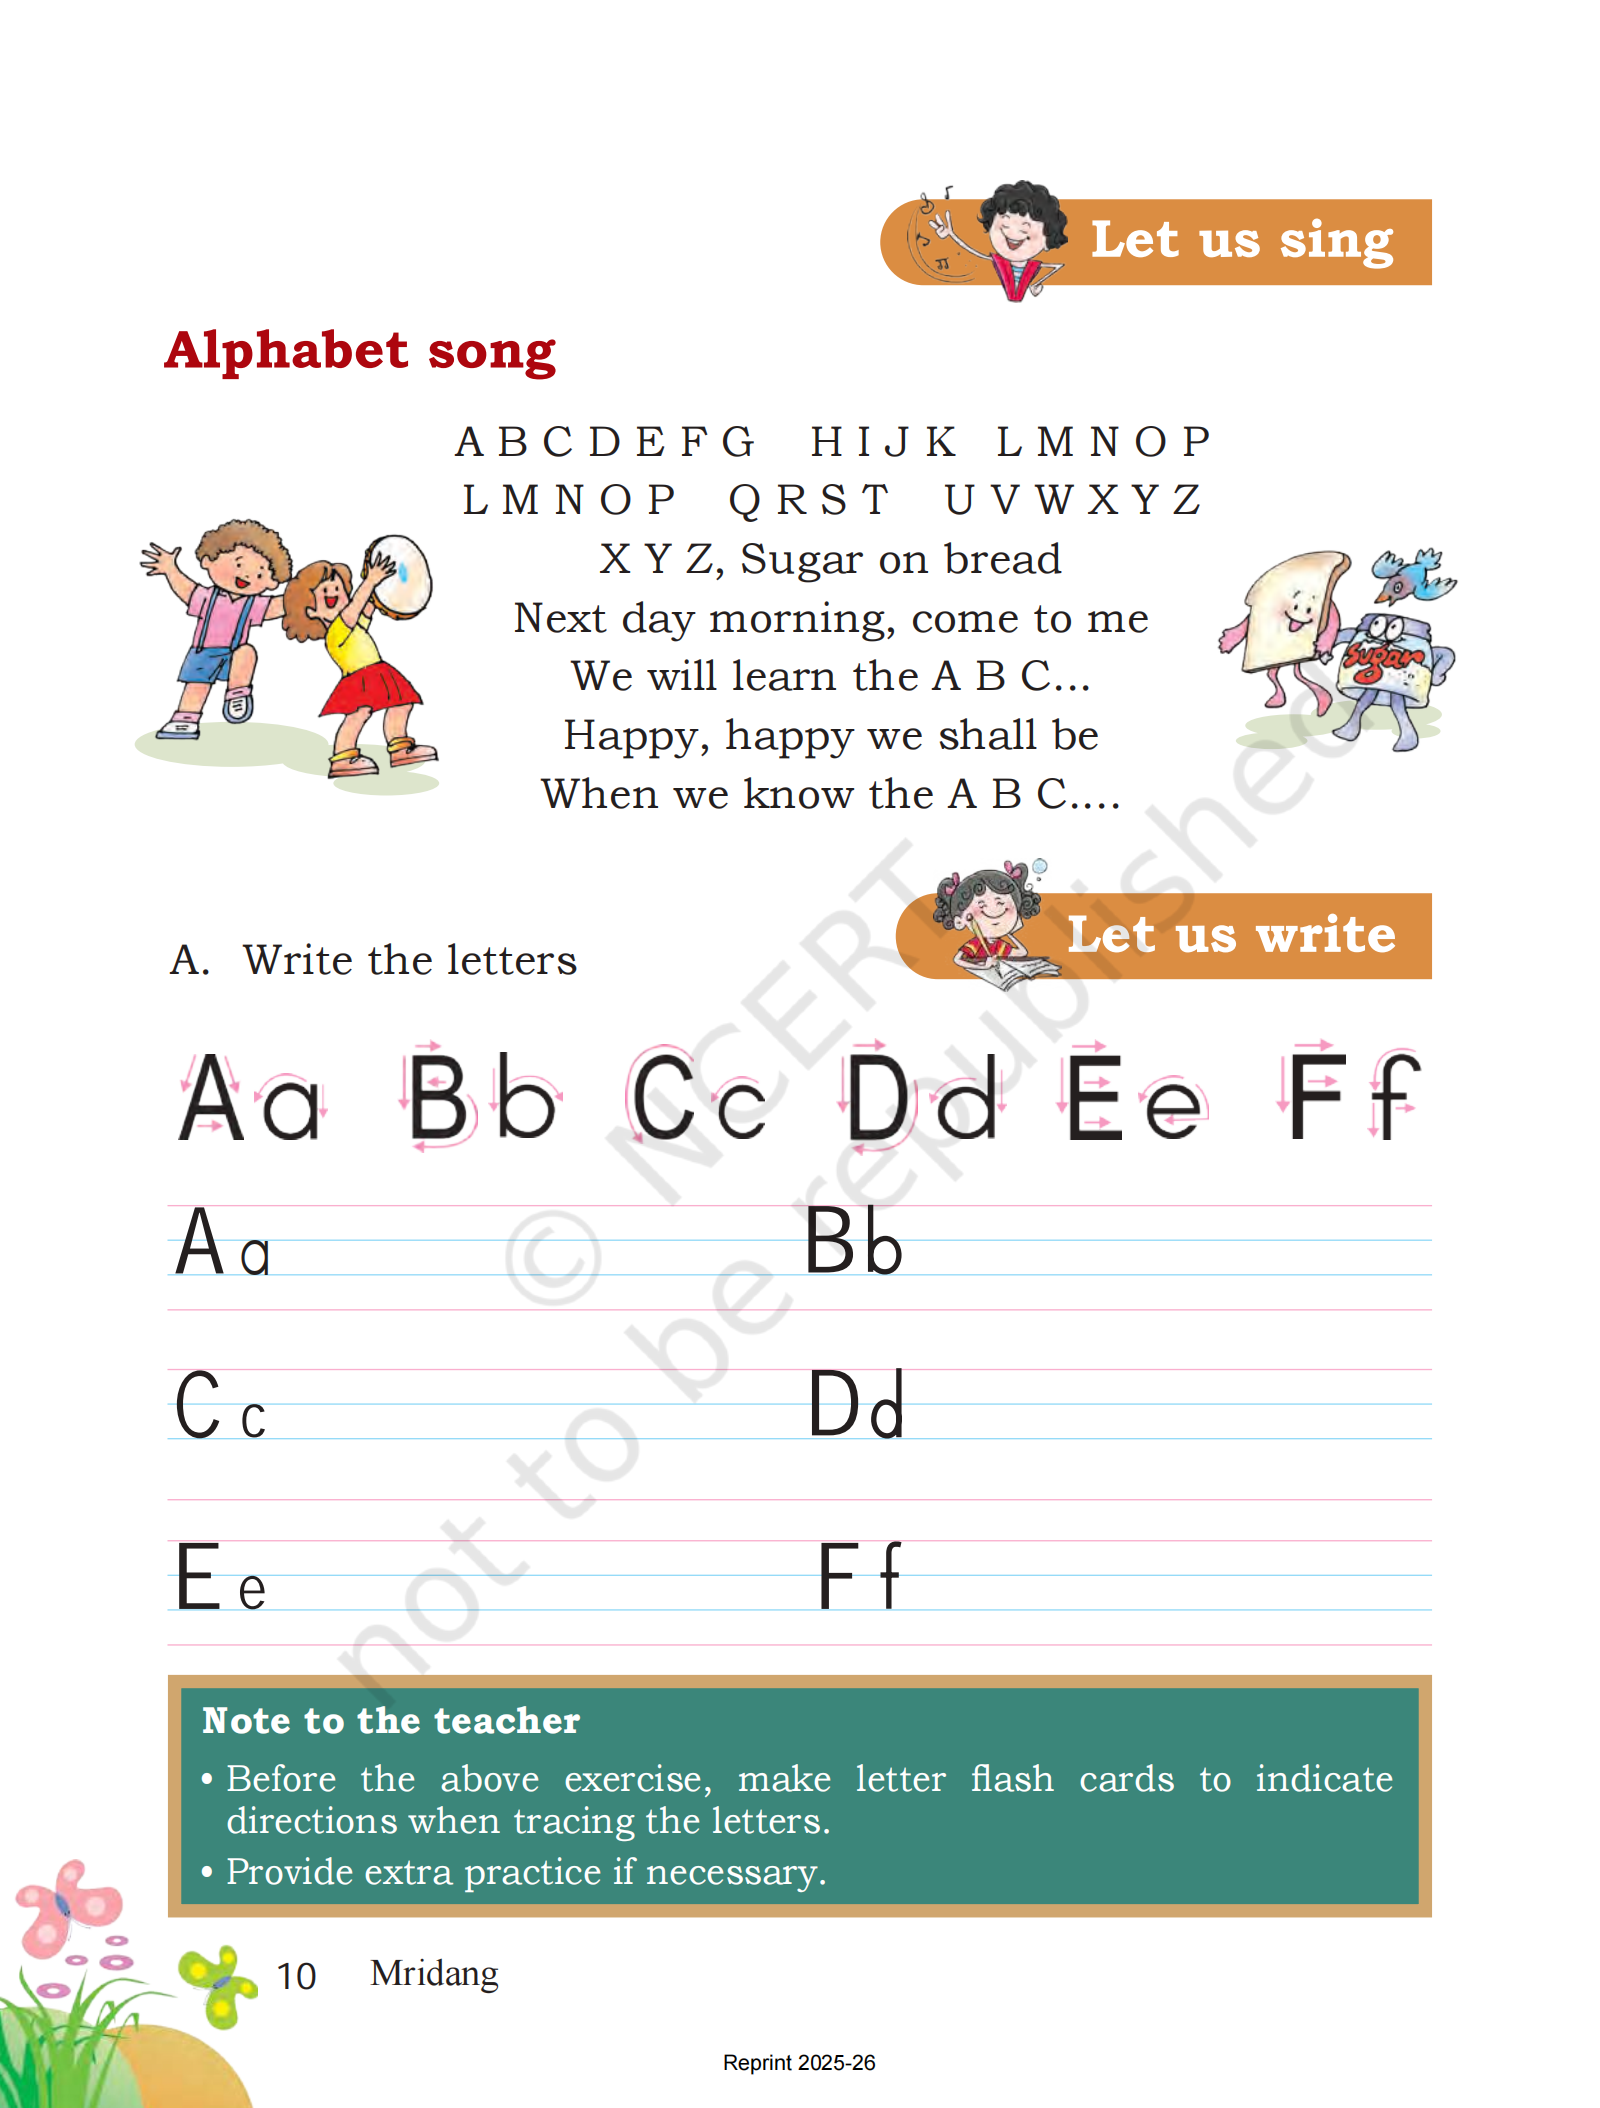 Let us sing
Alphabet song
A B C D E F G H I J K L M N O P
L M N O P Q R S T U V W X Y Z
X Y Z, Sugar on bread
Next day morning, come to me
We will learn the A B C...
Happy, happy we shall be
When we know the A B C....
Sugar
Let us write
A. Write the letters
Aa Bb Cc Dd Ee Ff
A a Bb
C c Dd
E e F f
Note to the teacher
• Before the above exercise, make letter flash cards to indicate
directions when tracing the letters.
• Provide extra practice if necessary.
10 Mridang
Reprint 2025-26
© NCERT
not to be republished